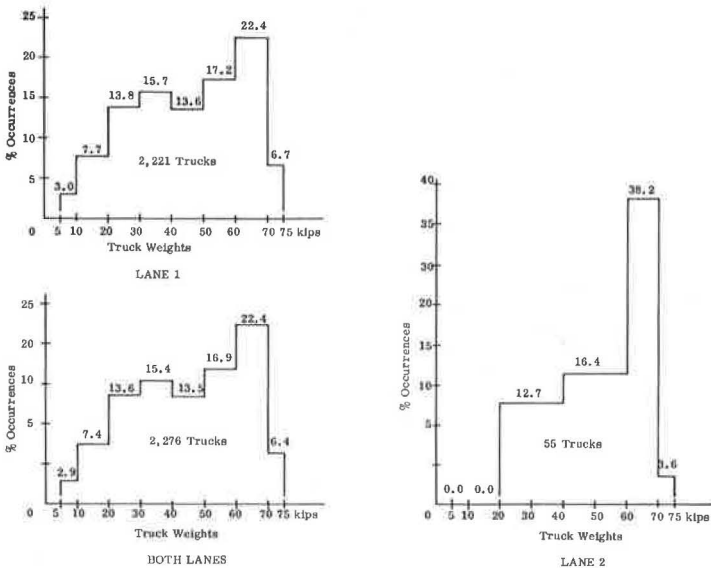 25
22.4
20
17.2
15.7
13.8
13.6
15
% Occurrences
10
7.7
2,221 Trucks
6.7
5
3.0
0 5 10 20 30 40 50 60 70 75 kips
Truck Weights
LANE 1
25
22.4
20
16.9
15.4
13.6
13.5
10
% Occurrences
7.4
2,276 Trucks
6.4
5
2.9
0 5 10 20 30 40 50 60 70 75 kips
Truck Weights
BOTH LANES
40
38.2
35
30
20
% Occurrences
16.4
15
12.7
10
5
55 Trucks
3.6
0.0 0.0
0 5 10 20 30 40 50 60 70 75 kips
Truck Weights
LANE 2